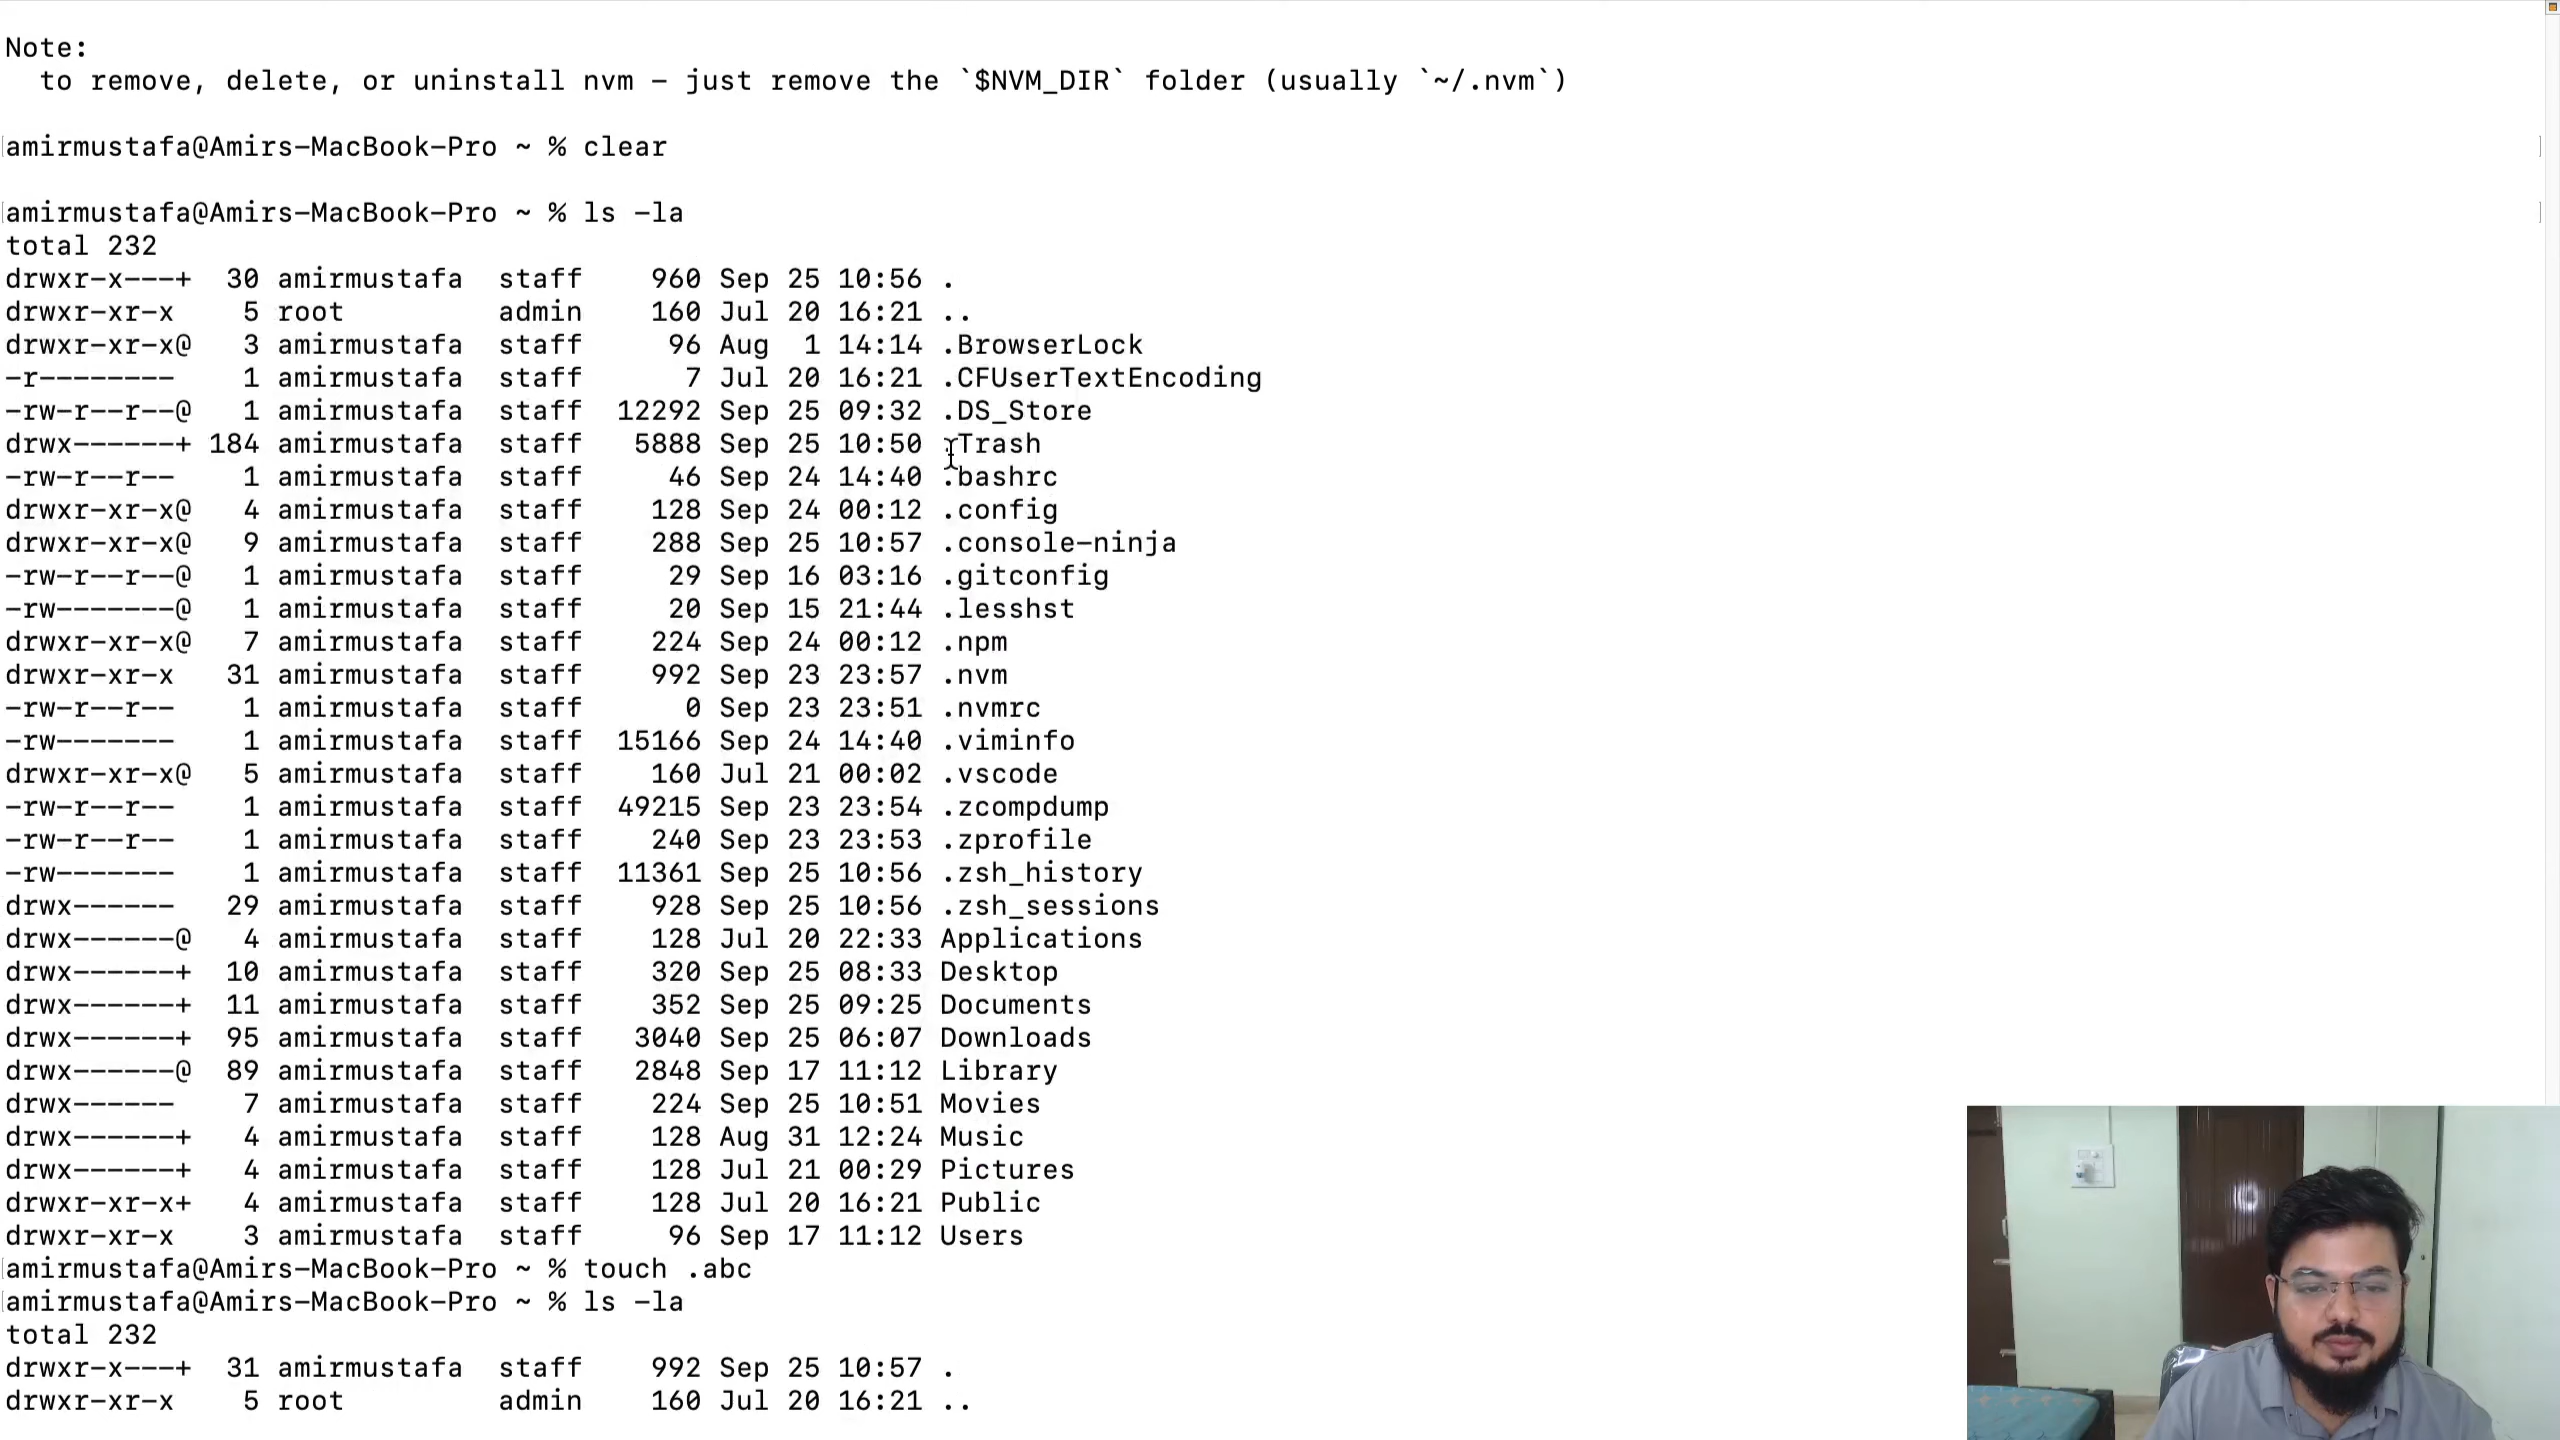 Note:
to remove, delete, or uninstall nvm - just remove the `$NVM_DIR` folder (usually `~/.nvm`)
amirmustafa@Amirs-MacBook-Pro ~ % clear
amirmustafa@Amirs-MacBook-Pro ~ % ls -la
total 232
drwxr-x---+ 30 amirmustafa staff 960 Sep 25 10:56 .
drwxr-xr-x 5 root admin 160 Jul 20 16:21 ..
drwxr-xr-x@ 3 amirmustafa staff 96 Aug 1 14:14 .BrowserLock
-r-------- 1 amirmustafa staff 7 Jul 20 16:21 .CFUserTextEncoding
-rw-r--r--@ 1 amirmustafa staff 12292 Sep 25 09:32 .DS_Store
drwx------+ 184 amirmustafa staff 5888 Sep 25 10:50 .Trash
-rw-r--r-- 1 amirmustafa staff 46 Sep 24 14:40 .bashrc
drwxr-xr-x@ 4 amirmustafa staff 128 Sep 24 00:12 .config
drwxr-xr-x@ 9 amirmustafa staff 288 Sep 25 10:57 .console-ninja
-rw-r--r--@ 1 amirmustafa staff 29 Sep 16 03:16 .gitconfig
-rw-------@ 1 amirmustafa staff 20 Sep 15 21:44 .lesshst
drwxr-xr-x@ 7 amirmustafa staff 224 Sep 24 00:12 .npm
drwxr-xr-x 31 amirmustafa staff 992 Sep 23 23:57 .nvm
-rw-r--r-- 1 amirmustafa staff 0 Sep 23 23:51 .nvmrc
-rw------- 1 amirmustafa staff 15166 Sep 24 14:40 .viminfo
drwxr-xr-x@ 5 amirmustafa staff 160 Jul 21 00:02 .vscode
-rw-r--r-- 1 amirmustafa staff 49215 Sep 23 23:54 .zcompdump
-rw-r--r-- 1 amirmustafa staff 240 Sep 23 23:53 .zprofile
-rw------- 1 amirmustafa staff 11361 Sep 25 10:56 .zsh_history
drwx------ 29 amirmustafa staff 928 Sep 25 10:56 .zsh_sessions
drwx------@ 4 amirmustafa staff 128 Jul 20 22:33 Applications
drwx------+ 10 amirmustafa staff 320 Sep 25 08:33 Desktop
drwx------+ 11 amirmustafa staff 352 Sep 25 09:25 Documents
drwx------+ 95 amirmustafa staff 3040 Sep 25 06:07 Downloads
drwx------@ 89 amirmustafa staff 2848 Sep 17 11:12 Library
drwx------ 7 amirmustafa staff 224 Sep 25 10:51 Movies
drwx------+ 4 amirmustafa staff 128 Aug 31 12:24 Music
drwx------+ 4 amirmustafa staff 128 Jul 21 00:29 Pictures
drwxr-xr-x+ 4 amirmustafa staff 128 Jul 20 16:21 Public
drwxr-xr-x 3 amirmustafa staff 96 Sep 17 11:12 Users
amirmustafa@Amirs-MacBook-Pro ~ % touch .abc
amirmustafa@Amirs-MacBook-Pro ~ % ls -la
total 232
drwxr-x---+ 31 amirmustafa staff 992 Sep 25 10:57 .
drwxr-xr-x 5 root admin 160 Jul 20 16:21 ..